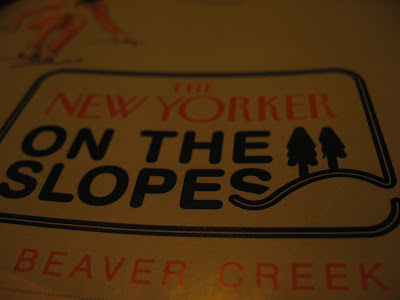 THE
NEW YORKER
ON THE
SLOPES
BEAVER CREEK